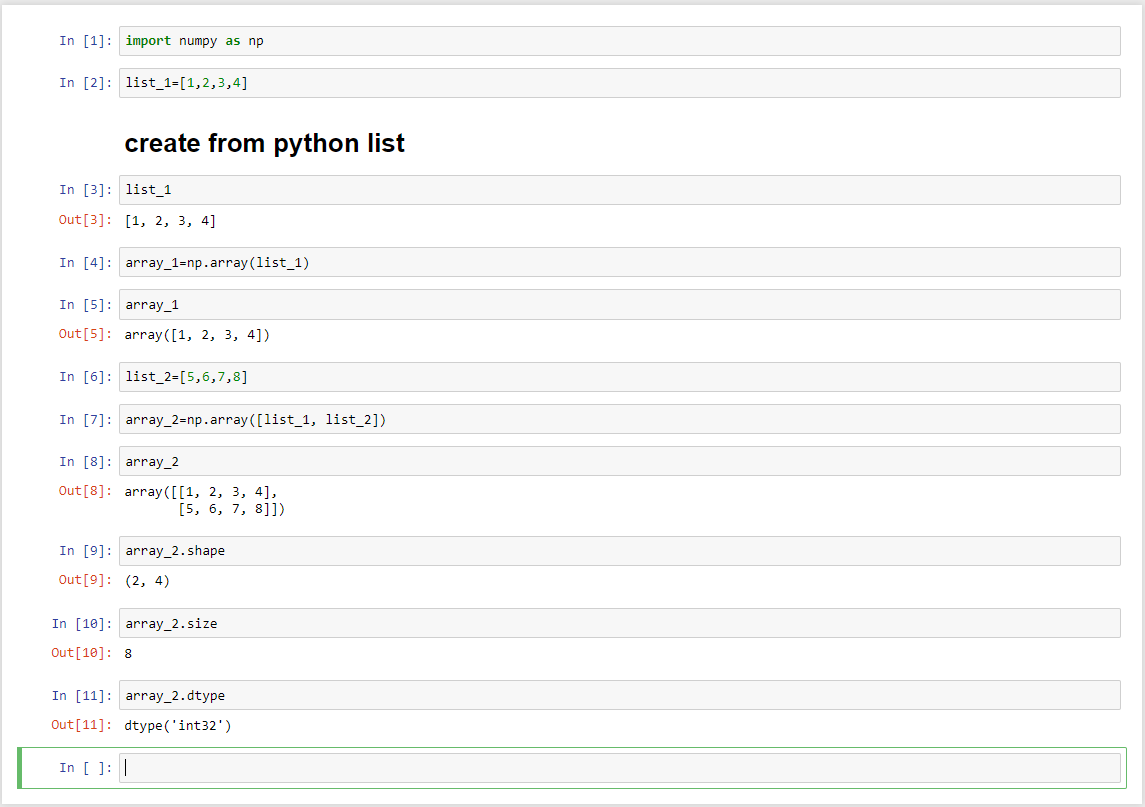 In [1]: import numpy as np
In [2]: list_1=[1,2,3,4]
create from python list
In [3]: list_1
Out[3]: [1, 2, 3, 4]
In [4]: array_1=np.array(list_1)
In [5]: array_1
Out[5]: array([1, 2, 3, 4])
In [6]: list_2=[5,6,7,8]
In [7]: array_2=np.array([list_1, list_2])
In [8]: array_2
Out[8]: array([[1, 2, 3, 4],
       [5, 6, 7, 8]])
In [9]: array_2.shape
Out[9]: (2, 4)
In [10]: array_2.size
Out[10]: 8
In [11]: array_2.dtype
Out[11]: dtype('int32')
In [ ]: